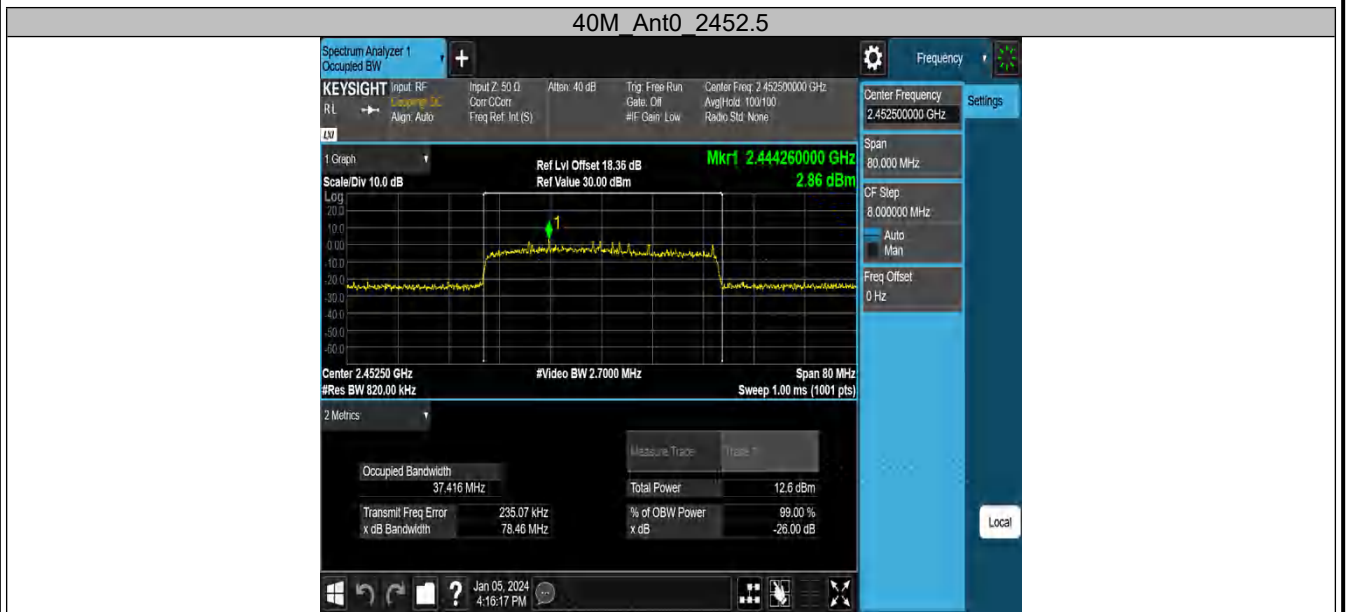 40M_Ant0_2452.5
Spectrum Analyzer 1
Occupied BW
+
Frequency
KEYSIGHT
Input: RF
Coupling: DC
Align: Auto
RL
LXI
Input Z: 50 Ω
Corr CCorr
Freq Ref: Int (S)
Atten: 40 dB
Trig: Free Run
Gate: Off
#IF Gain: Low
Center Freq: 2.452500000 GHz
Avg|Hold: 100/100
Radio Std: None
Center Frequency
2.452500000 GHz
Settings
Span
80.000 MHz
CF Step
8.000000 MHz
Auto
Man
Freq Offset
0 Hz
Local
1 Graph
Scale/Div 10.0 dB
Ref Lvl Offset 18.36 dB
Ref Value 30.00 dBm
Mkr1 2.444260000 GHz
2.86 dBm
Log
20.0
10.0
0.00
-10.0
-20.0
-30.0
-40.0
-50.0
-60.0
1
Center 2.45250 GHz
#Res BW 820.00 kHz
#Video BW 2.7000 MHz
Span 80 MHz
Sweep 1.00 ms (1001 pts)
2 Metrics
Measure Trace
Trace 1
Occupied Bandwidth
37.416 MHz
Total Power 12.6 dBm
Transmit Freq Error 235.07 kHz
% of OBW Power 99.00 %
x dB Bandwidth 78.46 MHz
x dB -26.00 dB
?
Jan 05, 2024
4:16:17 PM